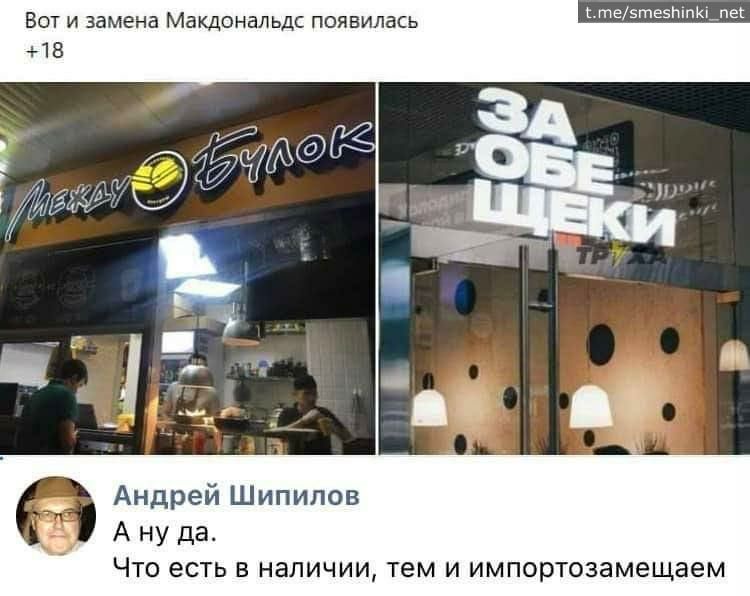 t.me/smeshinki_net
Вот и замена Макдональдс появилась
+18
МЕЖДУ БУЛОК
ЗА
ОБЕ
ЩЕКИ
ТРУХА
Андрей Шипилов
А ну да.
Что есть в наличии, тем и импортозамещаем